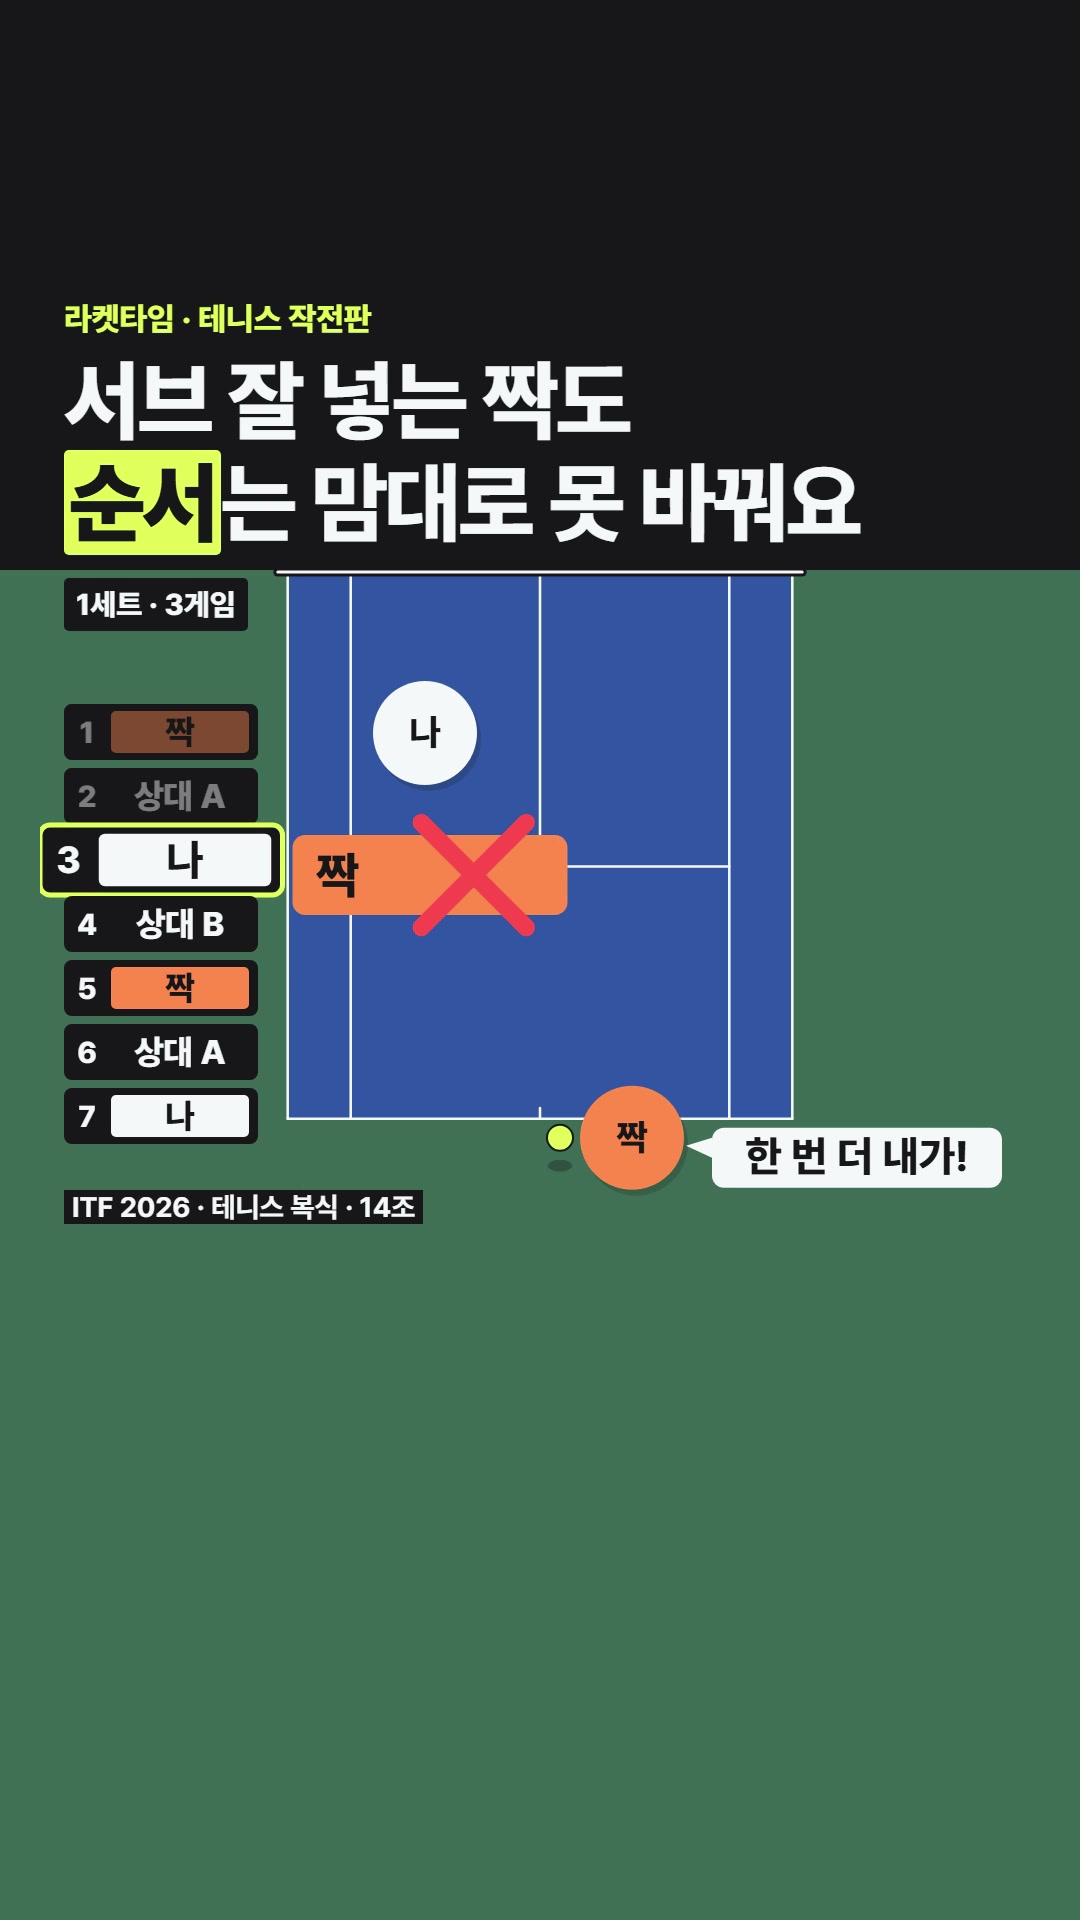 라켓타임 · 테니스 작전판
서브 잘 넣는 짝도
순서는 맘대로 못 바꿔요
1세트 · 3게임
1 짝
2 상대 A
3 나
4 상대 B
5 짝
6 상대 A
7 나
나
짝
짝
한 번 더 내가!
ITF 2026 · 테니스 복식 · 14조